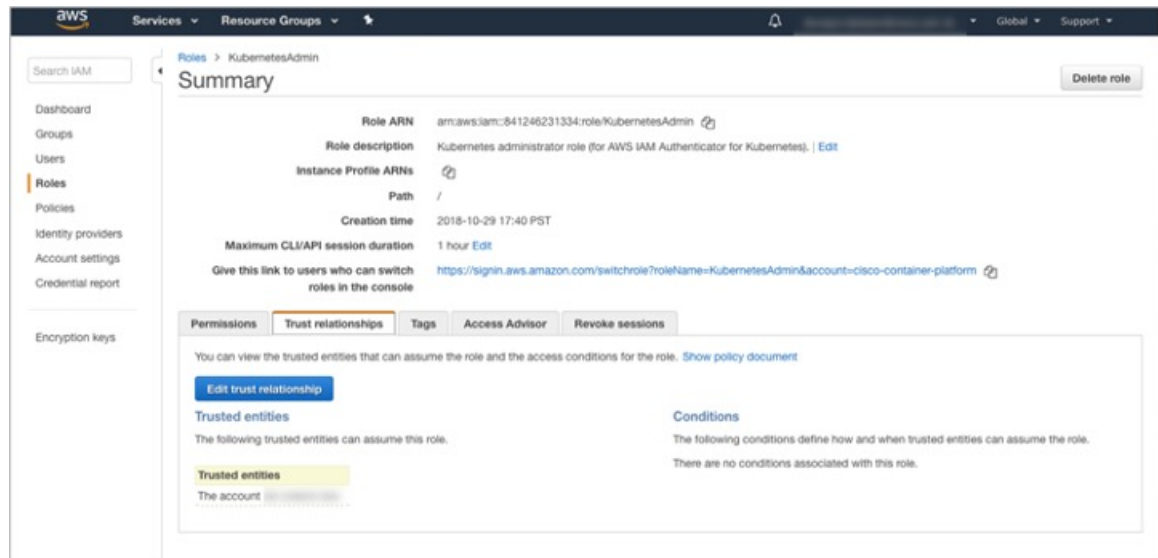 aws
Services
Resource Groups
Global
Support
Search IAM
Dashboard
Groups
Users
Roles
Policies
Identity providers
Account settings
Credential report
Encryption keys
Roles > KubernetesAdmin
Summary
Delete role
Role ARN arn:aws:iam::841246231334:role/KubernetesAdmin
Role description Kubernetes administrator role (for AWS IAM Authenticator for Kubernetes). | Edit
Instance Profile ARNs
Path /
Creation time 2018-10-29 17:40 PST
Maximum CLI/API session duration 1 hour Edit
Give this link to users who can switch https://signin.aws.amazon.com/switchrole?roleName=KubernetesAdmin&account=cisco-container-platform
roles in the console
Permissions Trust relationships Tags Access Advisor Revoke sessions
You can view the trusted entities that can assume the role and the access conditions for the role. Show policy document
Edit trust relationship
Trusted entities
The following trusted entities can assume this role.
Trusted entities
The account
Conditions
The following conditions define how and when trusted entities can assume the role.
There are no conditions associated with this role.